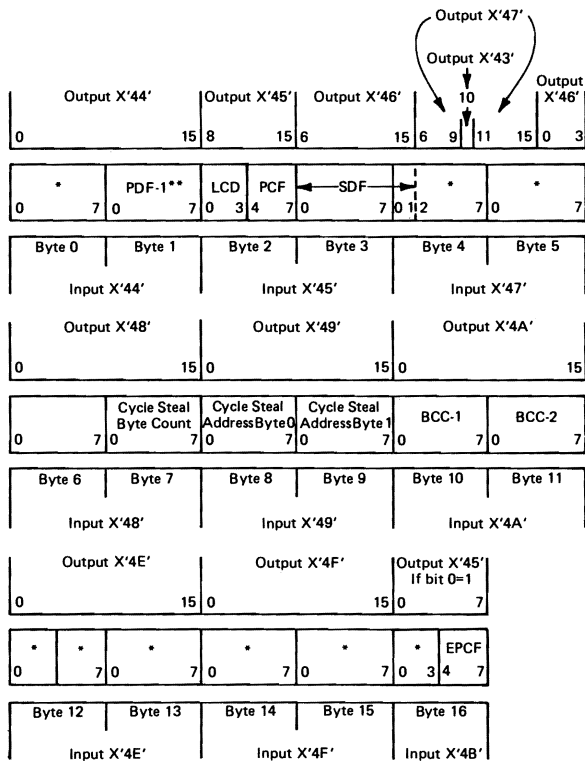 Output X'47'
Output X'43'
Output X'44' Output X'45' Output X'46' 10 Output X'46'
0 15 8 15 6 15 6 9 11 15 0 3
* PDF-1** LCD PCF SDF * *
0 7 0 7 0 3 4 7 0 7 0 1 2 7 0 7
Byte 0 Byte 1 Byte 2 Byte 3 Byte 4 Byte 5
Input X'44' Input X'45' Input X'47'
Output X'48' Output X'49' Output X'4A'
0 15 0 15 0 15
Cycle Steal Byte Count Cycle Steal AddressByte0 Cycle Steal AddressByte1 BCC-1 BCC-2
0 7 0 7 0 7 0 7 0 7 0 7
Byte 6 Byte 7 Byte 8 Byte 9 Byte 10 Byte 11
Input X'48' Input X'49' Input X'4A'
Output X'4E' Output X'4F' Output X'45' If bit 0=1
0 15 0 15 0 7
* * * * * * EPCF
0 7 0 7 0 7 0 7 0 3 4 7
Byte 12 Byte 13 Byte 14 Byte 15 Byte 16
Input X'4E' Input X'4F' Input X'4B'